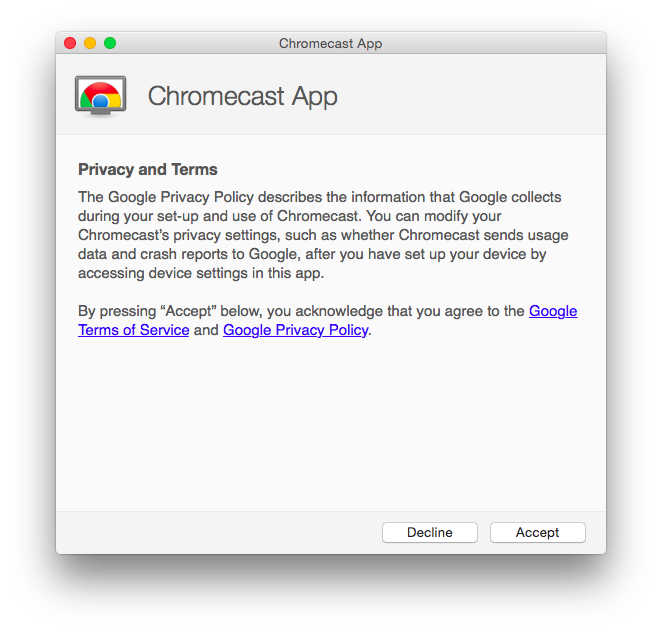 Chromecast App
Chromecast App
Privacy and Terms
The Google Privacy Policy describes the information that Google collects
during your set-up and use of Chromecast. You can modify your
Chromecast’s privacy settings, such as whether Chromecast sends usage
data and crash reports to Google, after you have set up your device by
accessing device settings in this app.
By pressing “Accept” below, you acknowledge that you agree to the Google
Terms of Service and Google Privacy Policy.
Decline Accept